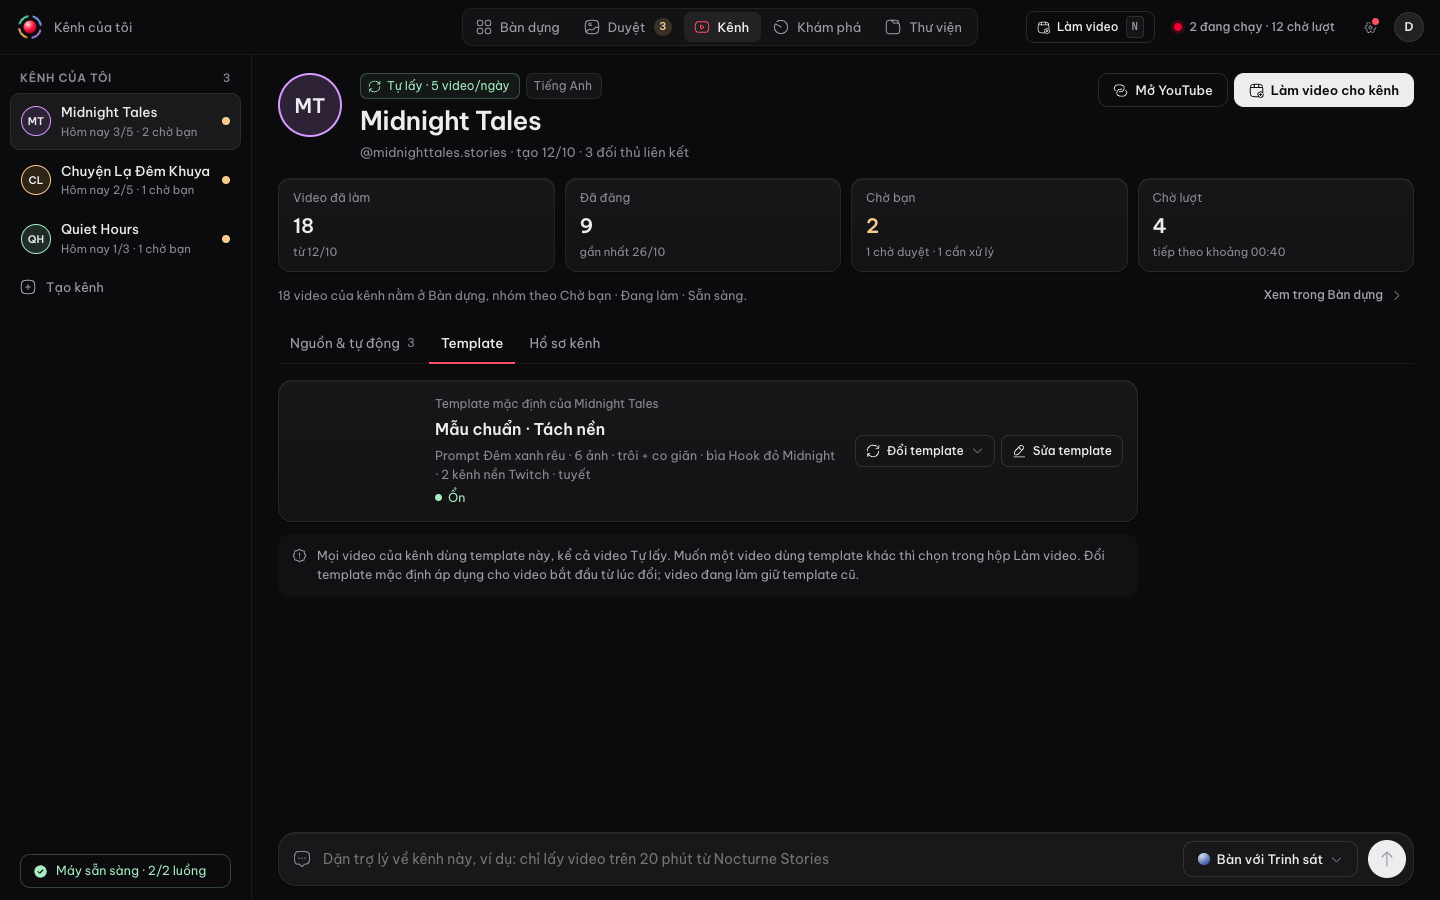 Kênh của tôi
Bàn dựng
Duyệt 3
Kênh
Khám phá
Thư viện
Làm video N
2 đang chạy · 12 chờ lượt
D
KÊNH CỦA TÔI 3
MT
Midnight Tales
Hôm nay 3/5 · 2 chờ bạn
CL
Chuyện Lạ Đêm Khuya
Hôm nay 2/5 · 1 chờ bạn
QH
Quiet Hours
Hôm nay 1/3 · 1 chờ bạn
Tạo kênh
Máy sẵn sàng · 2/2 luồng
MT
Tự lấy · 5 video/ngày
Tiếng Anh
Midnight Tales
@midnighttales.stories · tạo 12/10 · 3 đối thủ liên kết
Mở YouTube
Làm video cho kênh
Video đã làm
18
từ 12/10
Đã đăng
9
gần nhất 26/10
Chờ bạn
2
1 chờ duyệt · 1 cần xử lý
Chờ lượt
4
tiếp theo khoảng 00:40
18 video của kênh nằm ở Bàn dựng, nhóm theo Chờ bạn · Đang làm · Sẵn sàng.
Xem trong Bàn dựng
Nguồn & tự động 3
Template
Hồ sơ kênh
Template mặc định của Midnight Tales
Mẫu chuẩn · Tách nền
Prompt Đêm xanh rêu · 6 ảnh · trôi + co giãn · bìa Hook đỏ Midnight
· 2 kênh nền Twitch · tuyết
Ổn
Đổi template
Sửa template
Mọi video của kênh dùng template này, kể cả video Tự lấy. Muốn một video dùng template khác thì chọn trong hộp Làm video. Đổi
template mặc định áp dụng cho video bắt đầu từ lúc đổi; video đang làm giữ template cũ.
Dặn trợ lý về kênh này, ví dụ: chỉ lấy video trên 20 phút từ Nocturne Stories
Bàn với Trinh sát